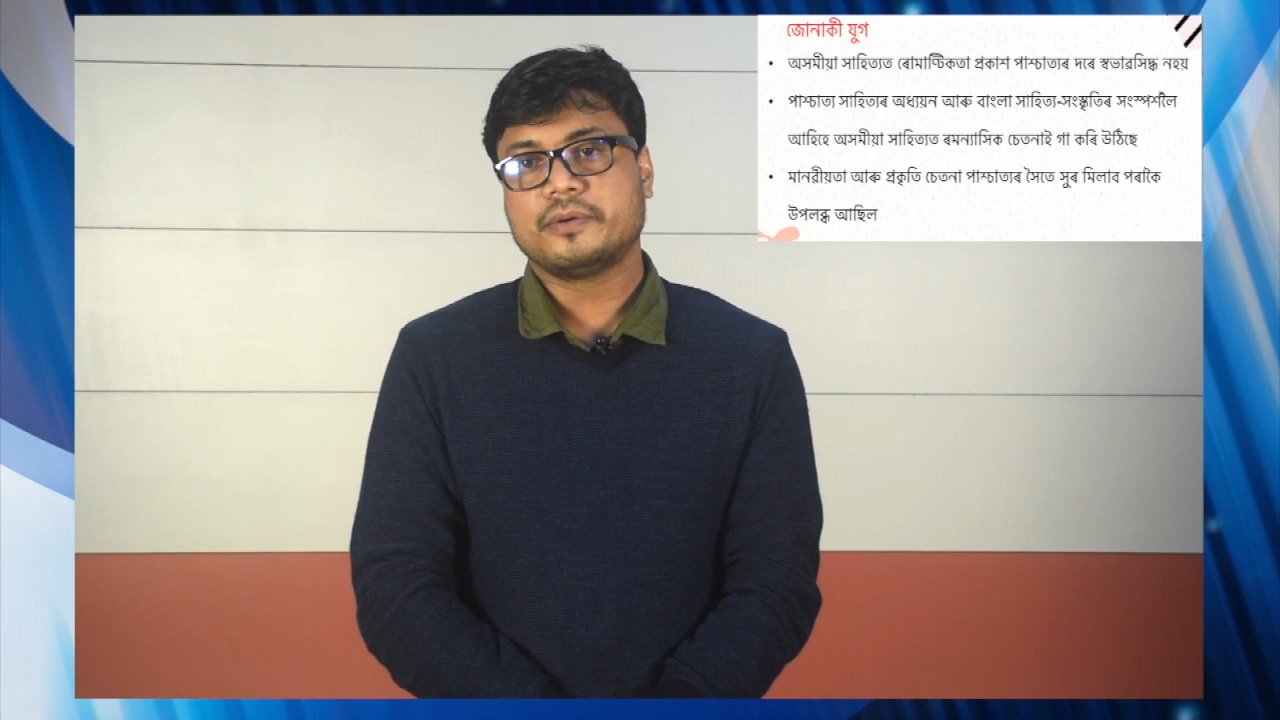 জোনাকী যুগ
• অসমীয়া সাহিত্যত ৰোমাণ্টিকতা প্ৰকাশ পাশ্চাত্যৰ দৰে স্বভাৱসিদ্ধ নহয়
• পাশ্চাত্য সাহিত্যৰ অধ্যয়ন আৰু বাংলা সাহিত্য-সংস্কৃতিৰ সংস্পৰ্শলৈ
আহিহে অসমীয়া সাহিত্যত ৰমন্যাসিক চেতনাই গা কৰি উঠিছে
• মানৱীয়তা আৰু প্ৰকৃতি চেতনা পাশ্চাত্যৰ সৈতে সুৰ মিলাব পৰাকৈ
উপলব্ধ আছিল